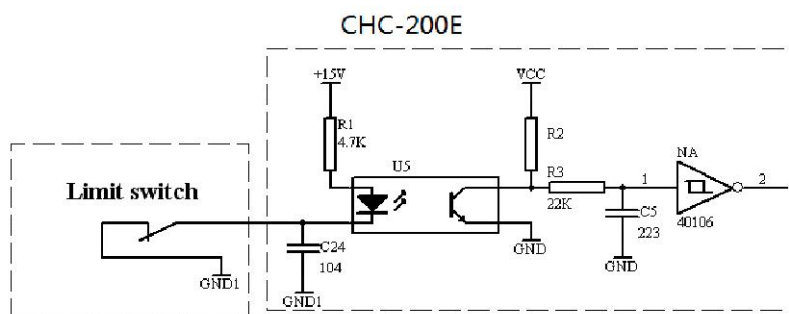 CHC-200E
+15V
VCC
R1
4.7K
R2
U5
R3
22K
NA
1
2
40106
Limit switch
C24
104
C5
223
GND
GND
GND1
GND1